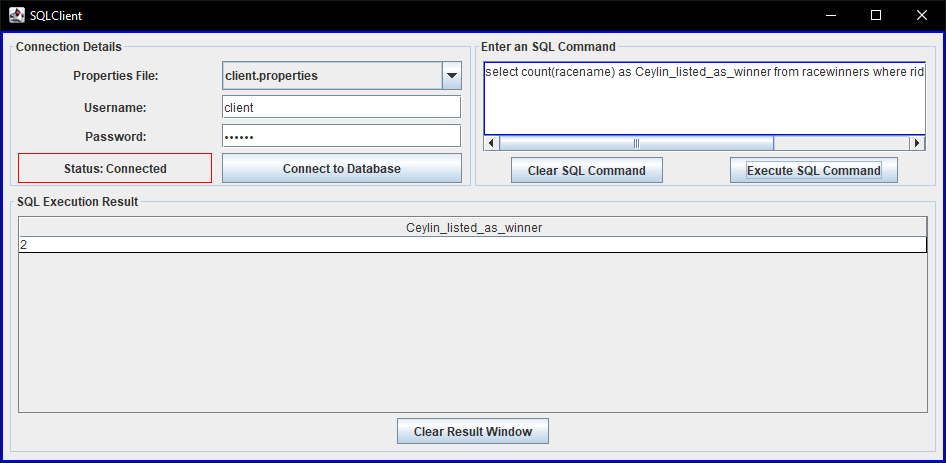 SQLClient
Connection Details
Properties File: client.properties
Username: client
Password: ••••••
Status: Connected Connect to Database
Enter an SQL Command
select count(racename) as Ceylin_listed_as_winner from racewinners where rid
Clear SQL Command Execute SQL Command
SQL Execution Result
Ceylin_listed_as_winner
2
Clear Result Window